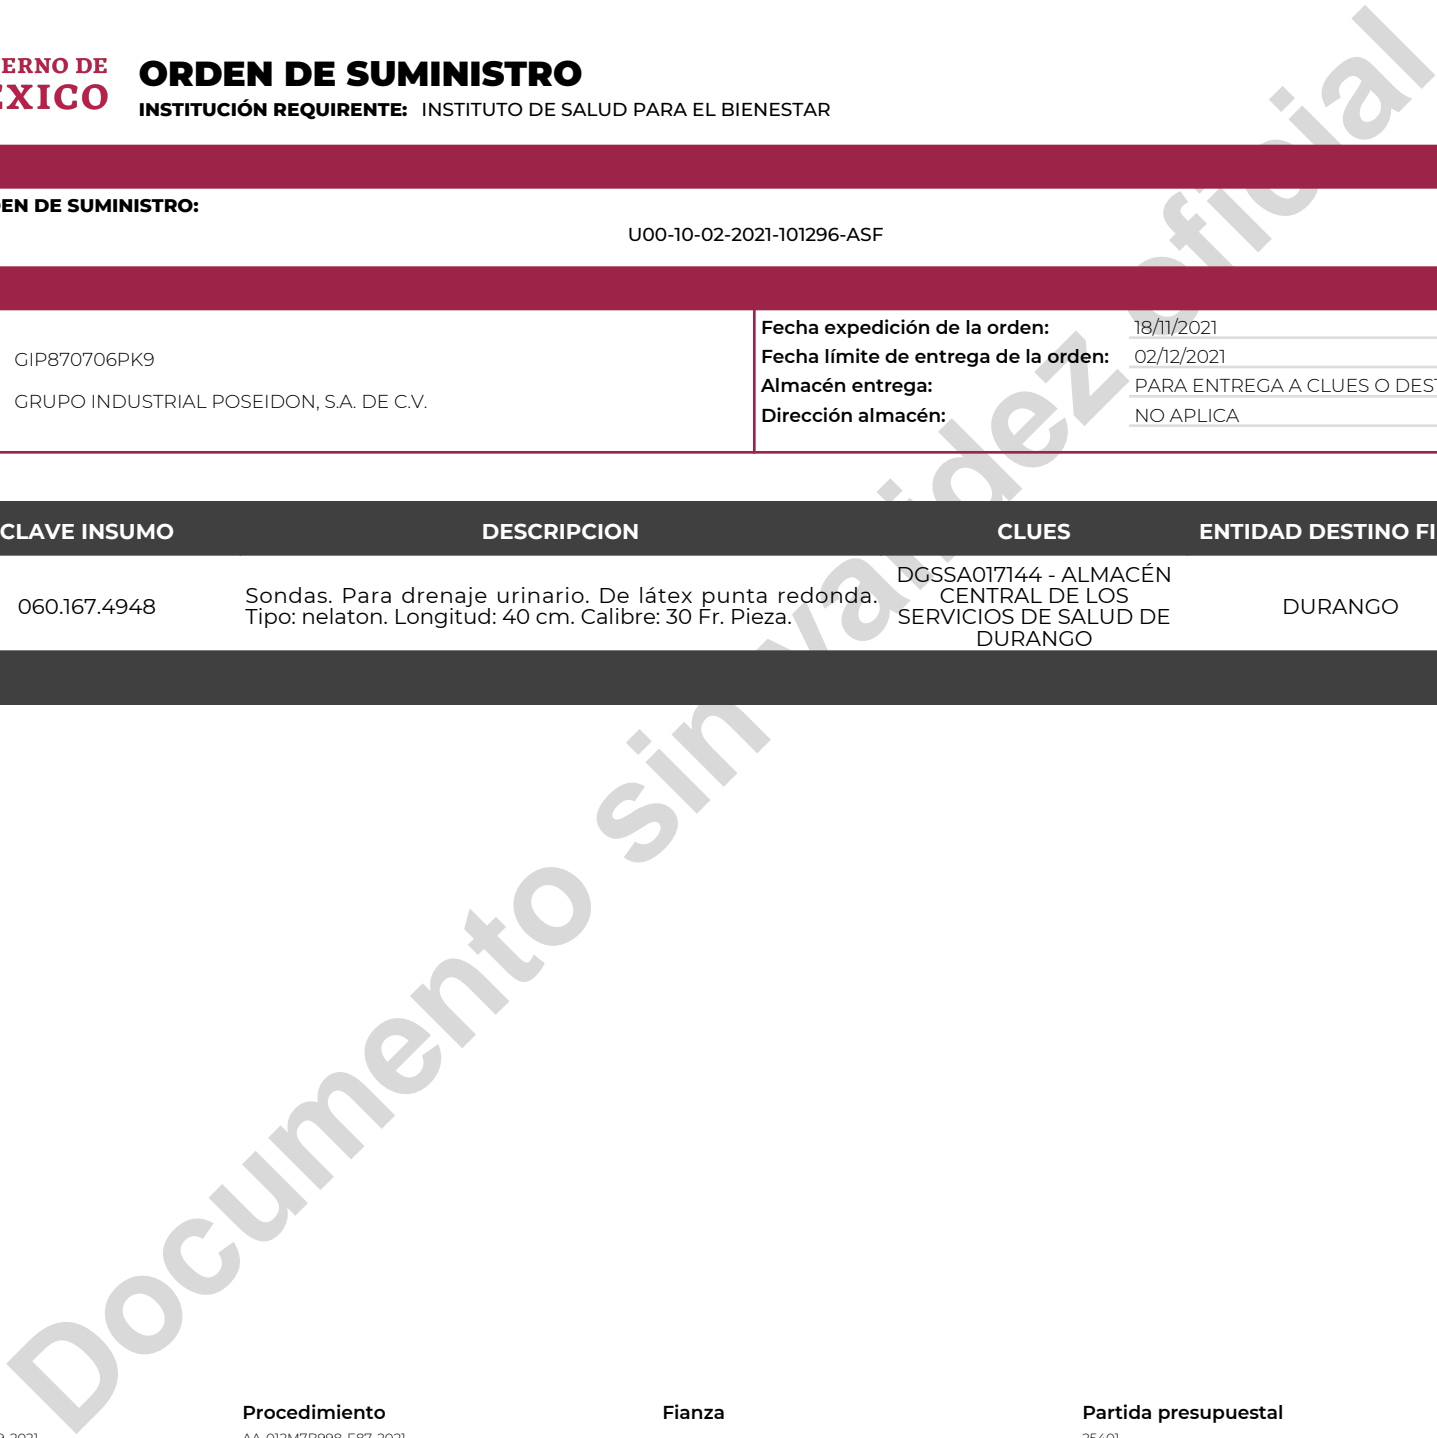 ERNO DE
ORDEN DE SUMINISTRO
INSTITUCIÓN REQUIRENTE: INSTITUTO DE SALUD PARA EL BIENESTAR
EN DE SUMINISTRO:
U00-10-02-2021-101296-ASF
GIP870706PK9
GRUPO INDUSTRIAL POSEIDON, S.A. DE C.V.
Fecha expedición de la orden: 18/11/2021
Fecha límite de entrega de la orden: 02/12/2021
Almacén entrega: PARA ENTREGA A CLUES O DEST
Dirección almacén: NO APLICA
CLAVE INSUMO DESCRIPCION CLUES ENTIDAD DESTINO FI
060.167.4948
Sondas. Para drenaje urinario. De látex punta redonda.
Tipo: nelaton. Longitud: 40 cm. Calibre: 30 Fr. Pieza.
DGSSA017144 - ALMACÉN
CENTRAL DE LOS
SERVICIOS DE SALUD DE
DURANGO
DURANGO
Documento sin validez oficial
Procedimiento Fianza Partida presupuestal